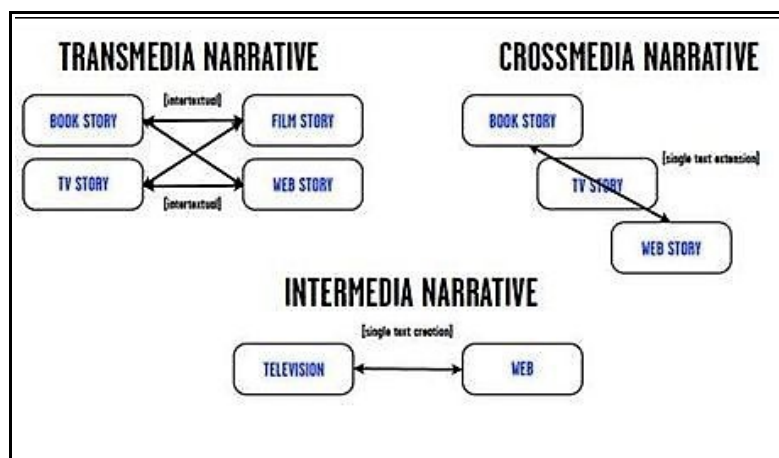 TRANSMEDIA NARRATIVE
[intertextual]
BOOK STORY
FILM STORY
TV STORY
WEB STORY
[intertextual]
CROSSMEDIA NARRATIVE
BOOK STORY
[single text extension]
TV STORY
WEB STORY
INTERMEDIA NARRATIVE
[single text creation]
TELEVISION
WEB